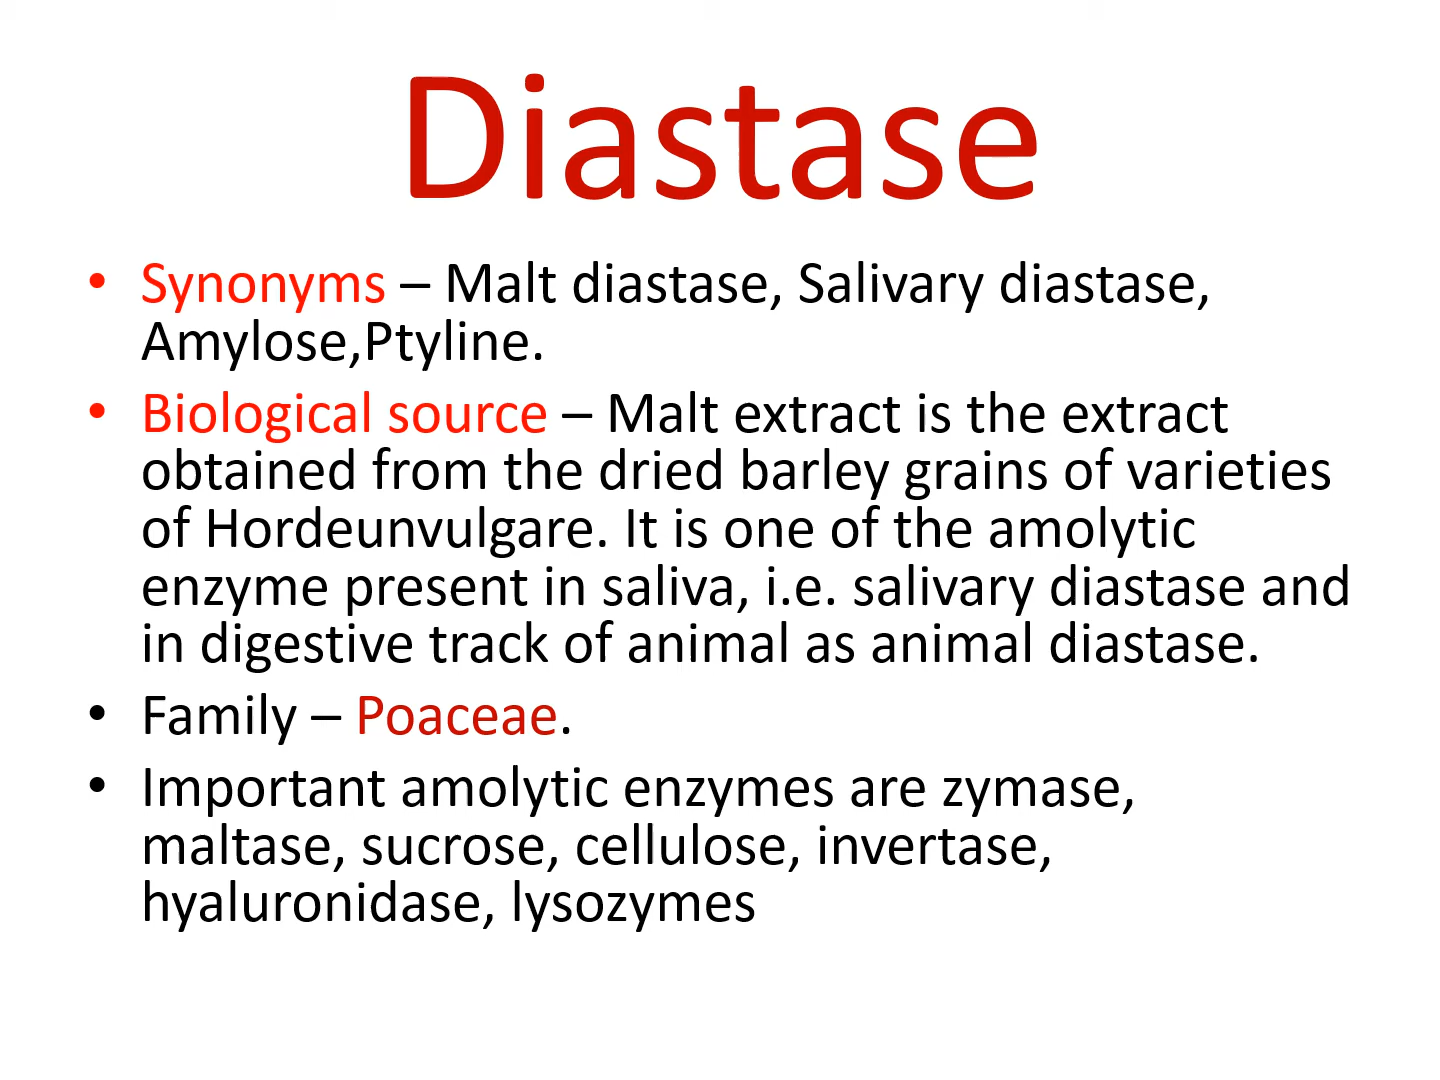 Diastase
• Synonyms – Malt diastase, Salivary diastase,
Amylose,Ptyline.
• Biological source – Malt extract is the extract
obtained from the dried barley grains of varieties
of Hordeunvulgare. It is one of the amolytic
enzyme present in saliva, i.e. salivary diastase and
in digestive track of animal as animal diastase.
• Family – Poaceae.
• Important amolytic enzymes are zymase,
maltase, sucrose, cellulose, invertase,
hyaluronidase, lysozymes